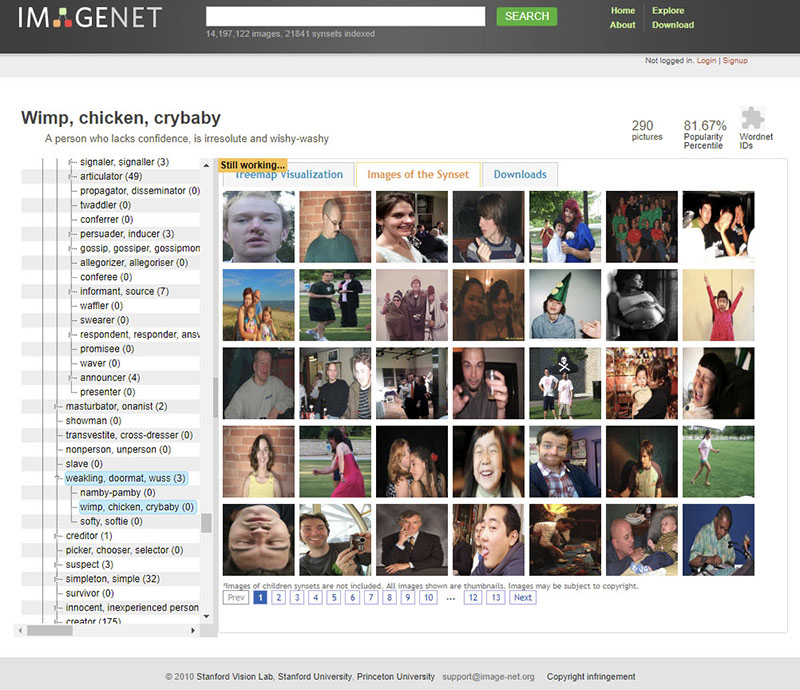 IMAGENET
SEARCH
14,197,122 images, 21841 synsets indexed
Home Explore
About Download
Not logged in. Login | Signup
Wimp, chicken, crybaby
A person who lacks confidence, is irresolute and wishy-washy
290
pictures
81.67%
Popularity
Percentile
Wordnet
IDs
signaler, signaller (3)
articulator (49)
propagator, disseminator (0)
twaddler (0)
conferrer (0)
persuader, inducer (3)
gossip, gossiper, gossipmon
allegorizer, allegoriser (0)
conferee (0)
informant, source (7)
waffler (0)
swearer (0)
respondent, responder, answ
promisee (0)
waver (0)
announcer (4)
presenter (0)
masturbator, onanist (2)
showman (0)
transvestite, cross-dresser (0)
nonperson, unperson (0)
slave (0)
weakling, doormat, wuss (3)
namby-pamby (0)
wimp, chicken, crybaby (0)
softy, softie (0)
creditor (1)
picker, chooser, selector (0)
suspect (3)
simpleton, simple (32)
survivor (0)
innocent, inexperienced person
creator (175)
Still working...
Treemap Visualization Images of the Synset Downloads
*Images of children synsets are not included. All images shown are thumbnails. Images may be subject to copyright.
Prev 1 2 3 4 5 6 7 8 9 10 ... 12 13 Next
© 2010 Stanford Vision Lab, Stanford University, Princeton University support@image-net.org Copyright infringement